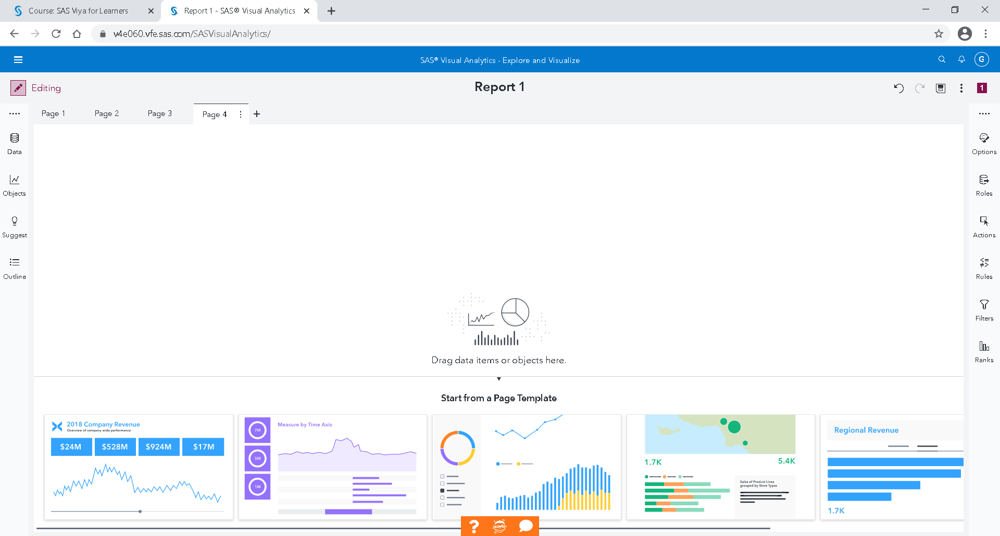 Course: SAS Viya for Learners
Report 1 - SAS® Visual Analytics
v4e060.vfe.sas.com/SASVisualAnalytics/
SAS® Visual Analytics - Explore and Visualize
G
Editing
Report 1
1
Page 1
Page 2
Page 3
Page 4
Data
Objects
Suggest
Outline
Options
Roles
Actions
Rules
Filters
Ranks
Drag data items or objects here.
Start from a Page Template
2018 Company Revenue
Overview of company wide performance
$24M
$528M
$924M
$17M
7M
5M
1M
Measure by Time Axis
1.7K
5.4K
Sales of Product Lines
grouped by Store Types
Regional Revenue
1.7K
?
jupyter